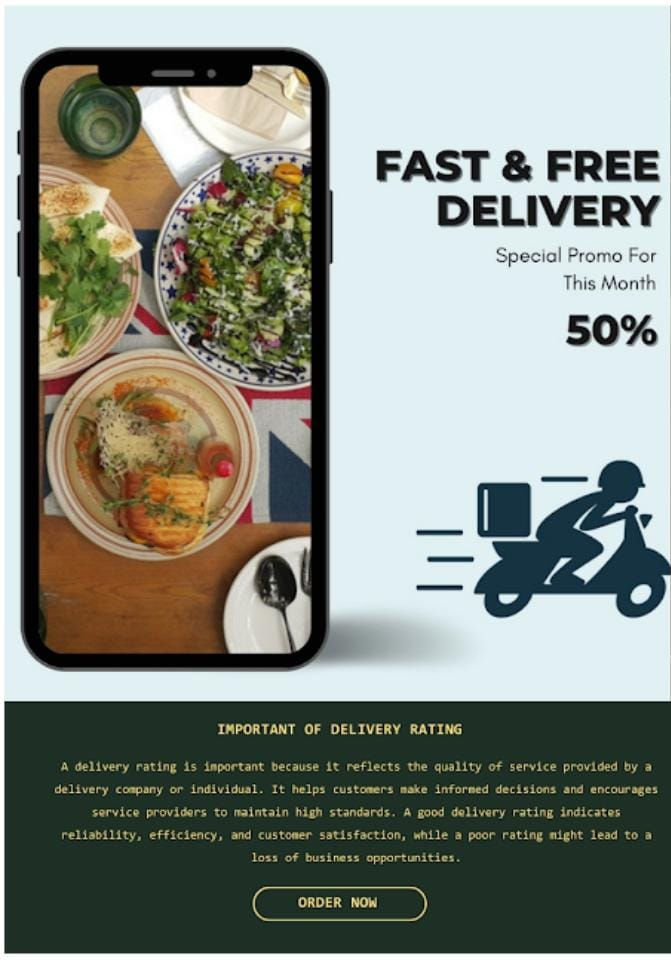 FAST & FREE
DELIVERY
Special Promo For
This Month
50%
IMPORTANT OF DELIVERY RATING
A delivery rating is important because it reflects the quality of service provided by a
delivery company or individual. It helps customers make informed decisions and encourages
service providers to maintain high standards. A good delivery rating indicates
reliability, efficiency, and customer satisfaction, while a poor rating might lead to a
loss of business opportunities.
ORDER NOW